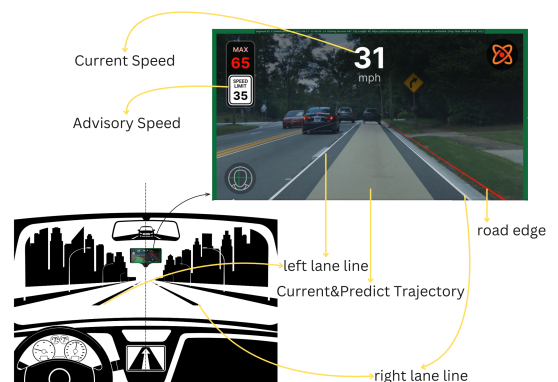 Current Speed
Advisory Speed
MAX
65
SPEED
LIMIT
35
31
mph
road edge
left lane line
Current&Predict Trajectory
right lane line